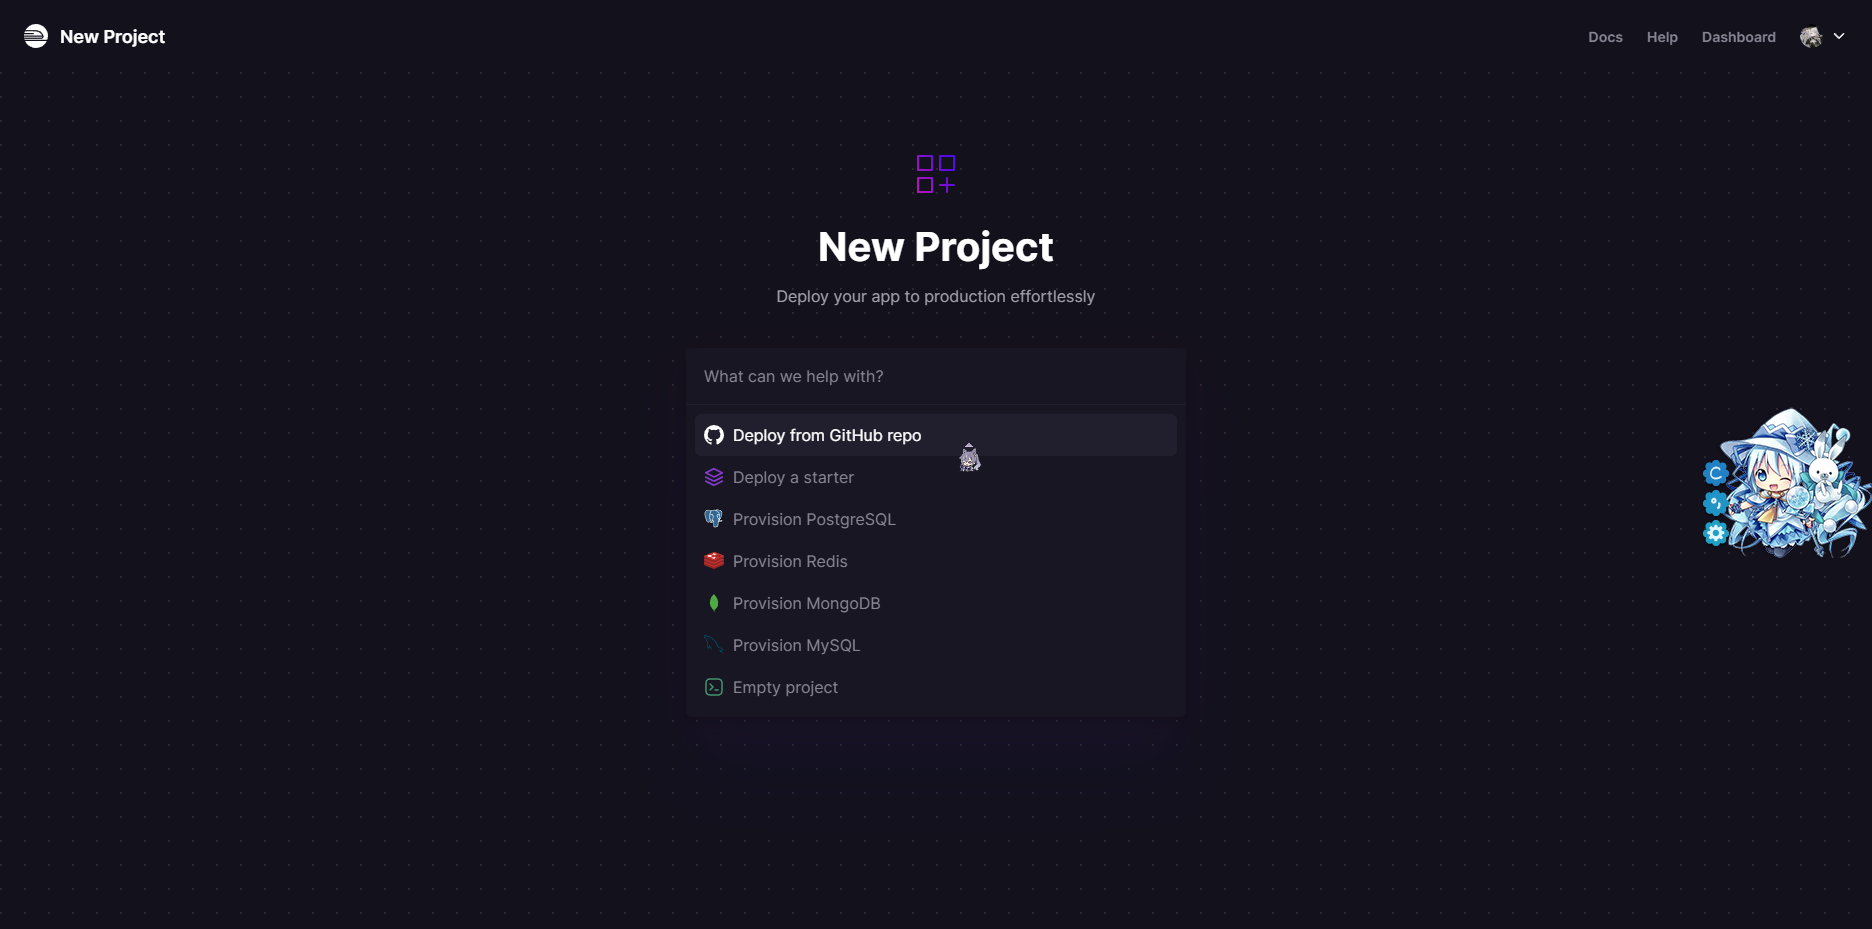 New Project
Docs
Help
Dashboard
New Project
Deploy your app to production effortlessly
What can we help with?
Deploy from GitHub repo
Deploy a starter
Provision PostgreSQL
Provision Redis
Provision MongoDB
Provision MySQL
Empty project